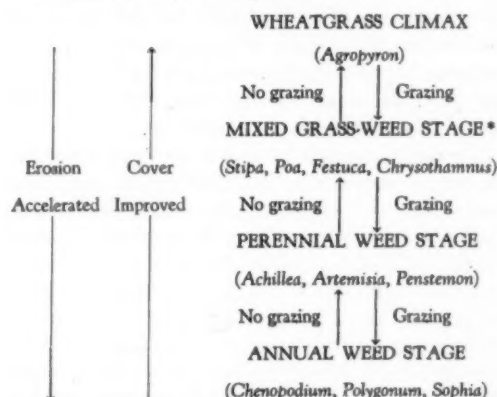 WHEATGRASS CLIMAX
(Agropyron)
No grazing Grazing
MIXED GRASS-WEED STAGE*
Erosion Cover (Stipa, Poa, Festuca, Chrysothamnus)
Accelerated Improved No grazing Grazing
PERENNIAL WEED STAGE
(Achillea, Artemisia, Penstemon)
No grazing Grazing
ANNUAL WEED STAGE
(Chenopodium, Polygonum, Sophia)